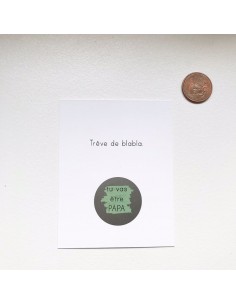 Trêve de blabla
tu vas
être
PAPA